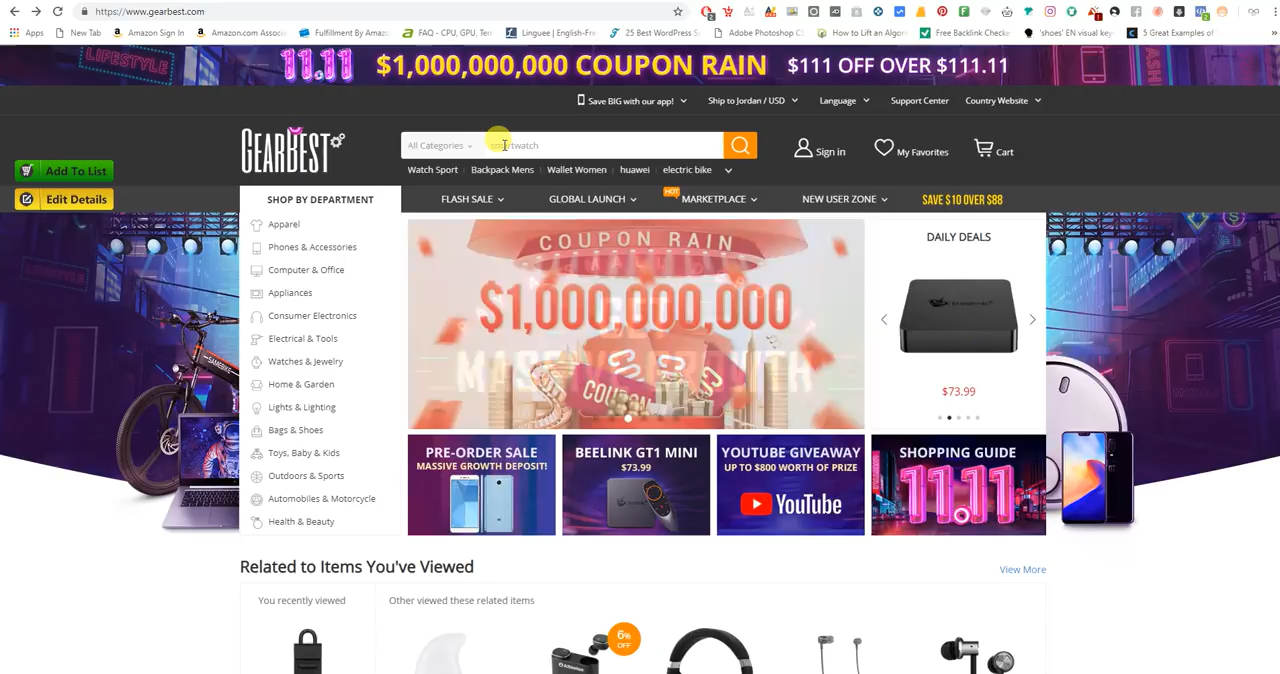 https://www.gearbest.com
Apps
New Tab
Amazon Sign In
Amazon.com Associ
Fulfillment By Amaz
FAQ - CPU, GPU, Tem
Linguee | English-Fre
25 Best WordPress S
Adobe Photoshop C
How to Lift an Algor
Free Backlink Checke
'shoes' EN visual key
5 Great Examples of
LIFESTYLE
11.11
$1,000,000,000 COUPON RAIN
$111 OFF OVER $111.11
Save BIG with our app!
Ship to Jordan / USD
Language
Support Center
Country Website
GEARBEST
All Categories
smartwatch
Sign in
My Favorites
Cart
Watch Sport
Backpack Mens
Wallet Women
huawei
electric bike
Add To List
Edit Details
SHOP BY DEPARTMENT
FLASH SALE
GLOBAL LAUNCH
HOT
MARKETPLACE
NEW USER ZONE
SAVE $10 OVER $88
Apparel
Phones & Accessories
Computer & Office
Appliances
Consumer Electronics
Electrical & Tools
Watches & Jewelry
Home & Garden
Lights & Lighting
Bags & Shoes
Toys, Baby & Kids
Outdoors & Sports
Automobiles & Motorcycle
Health & Beauty
COUPON RAIN
$1,000,000,000
COUPON
DAILY DEALS
$73.99
PRE-ORDER SALE
MASSIVE GROWTH DEPOSIT!
BEELINK GT1 MINI
$73.99
YOUTUBE GIVEAWAY
UP TO $800 WORTH OF PRIZE
YouTube
SHOPPING GUIDE
11.11
Related to Items You've Viewed
View More
You recently viewed
Other viewed these related items
6%
OFF